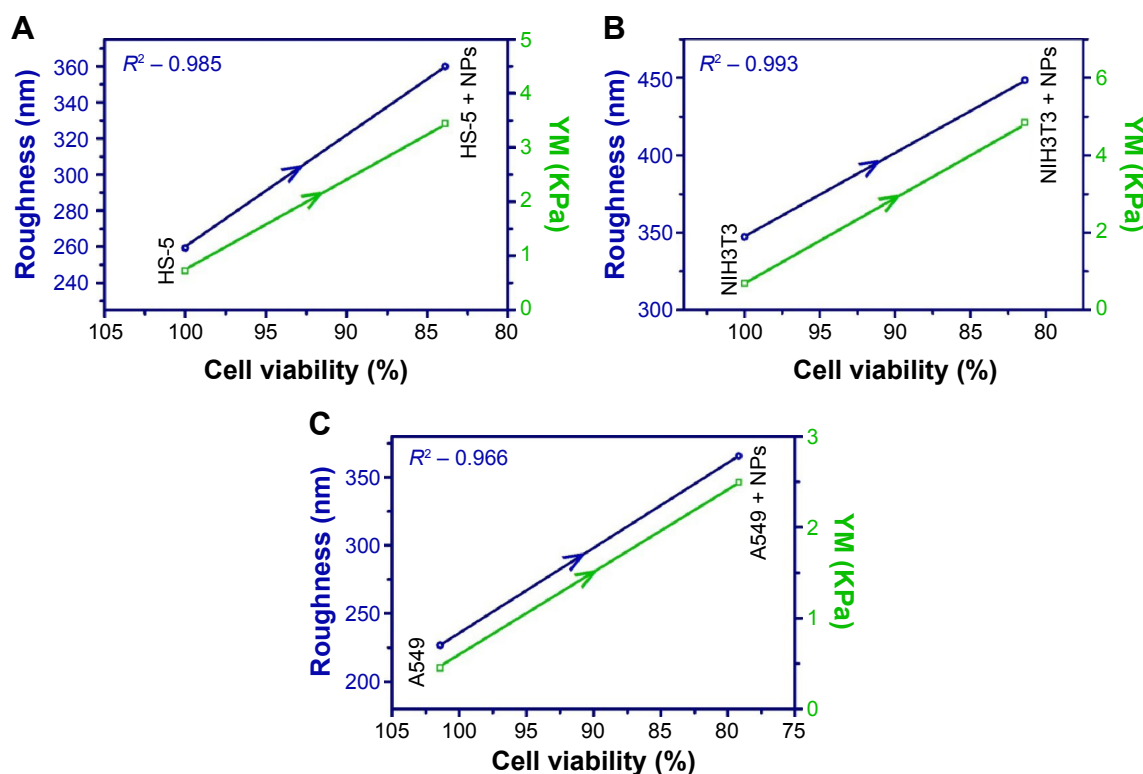 A
R² – 0.985
Roughness (nm)
360
340
320
300
280
260
240
HS-5
HS-5 + NPs
5
4
3
2
1
0
YM (KPa)
105
100
95
90
85
80
Cell viability (%)
B
R² – 0.993
Roughness (nm)
450
400
350
300
NIH3T3
NIH3T3 + NPs
6
4
2
0
YM (KPa)
100
95
90
85
80
Cell viability (%)
C
R² – 0.966
Roughness (nm)
350
300
250
200
A549
A549 + NPs
3
2
1
0
YM (KPa)
105
100
95
90
85
80
75
Cell viability (%)